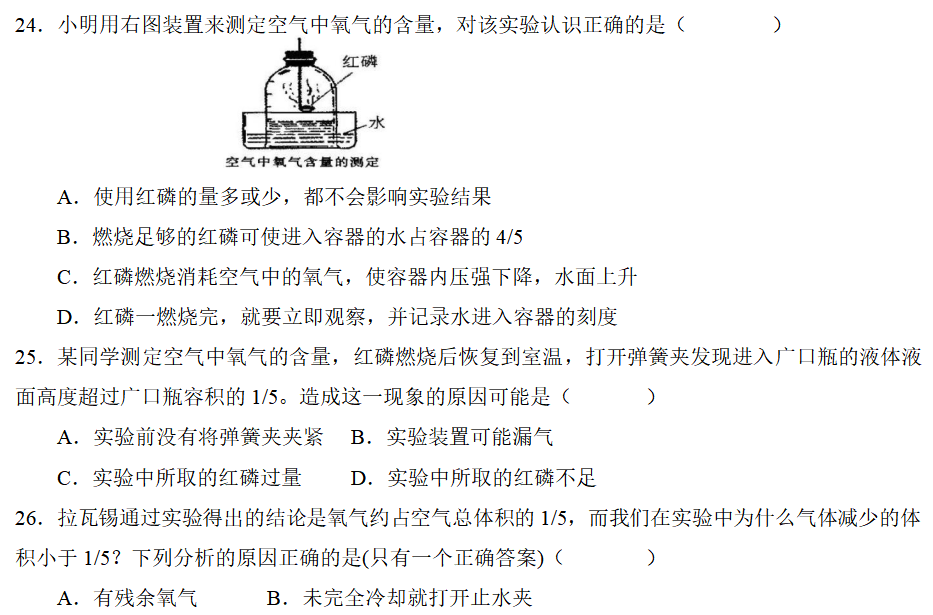 24．小明用右图装置来测定空气中氧气的含量，对该实验认识正确的是（　　　）
红磷
水
空气中氧气含量的测定
A．使用红磷的量多或少，都不会影响实验结果
B．燃烧足够的红磷可使进入容器的水占容器的 4/5
C．红磷燃烧消耗空气中的氧气，使容器内压强下降，水面上升
D．红磷一燃烧完，就要立即观察，并记录水进入容器的刻度
25．某同学测定空气中氧气的含量，红磷燃烧后恢复到室温，打开弹簧夹发现进入广口瓶的液体液
面高度超过广口瓶容积的 1/5。造成这一现象的原因可能是（　　　）
A．实验前没有将弹簧夹夹紧　B．实验装置可能漏气
C．实验中所取的红磷过量　D．实验中所取的红磷不足
26．拉瓦锡通过实验得出的结论是氧气约占空气总体积的 1/5，而我们在实验中为什么气体减少的体
积小于 1/5？下列分析的原因正确的是(只有一个正确答案)（　　　）
A．有残余氧气　B．未完全冷却就打开止水夹